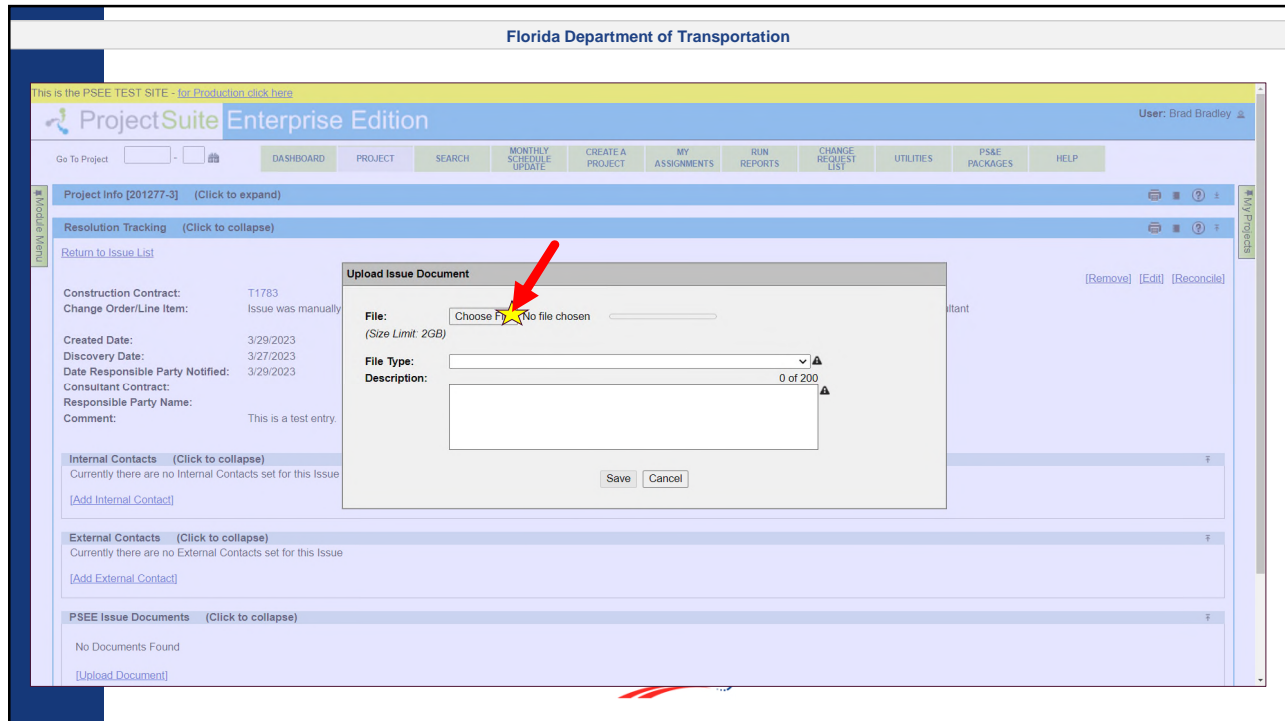 Florida Department of Transportation
This is the PSEE TEST SITE - for Production click here
ProjectSuite Enterprise Edition
User: Brad Bradley
Go To Project - DASHBOARD PROJECT SEARCH MONTHLY SCHEDULE UPDATE CREATE A PROJECT MY ASSIGNMENTS RUN REPORTS CHANGE REQUEST LIST UTILITIES PS&E PACKAGES HELP
Module Menu
My Projects
Project Info [201277-3] (Click to expand)
Resolution Tracking (Click to collapse)
Return to Issue List
[Remove] [Edit] [Reconcile]
Construction Contract: T1783
Change Order/Line Item: Issue was manually
Created Date: 3/29/2023
Discovery Date: 3/27/2023
Date Responsible Party Notified: 3/29/2023
Consultant Contract:
Responsible Party Name:
Comment: This is a test entry.
Upload Issue Document
File: Choose No file chosen
(Size Limit: 2GB)
File Type:
Description: 0 of 200
Save Cancel
Internal Contacts (Click to collapse)
Currently there are no Internal Contacts set for this Issue
[Add Internal Contact]
External Contacts (Click to collapse)
Currently there are no External Contacts set for this Issue
[Add External Contact]
PSEE Issue Documents (Click to collapse)
No Documents Found
[Upload Document]